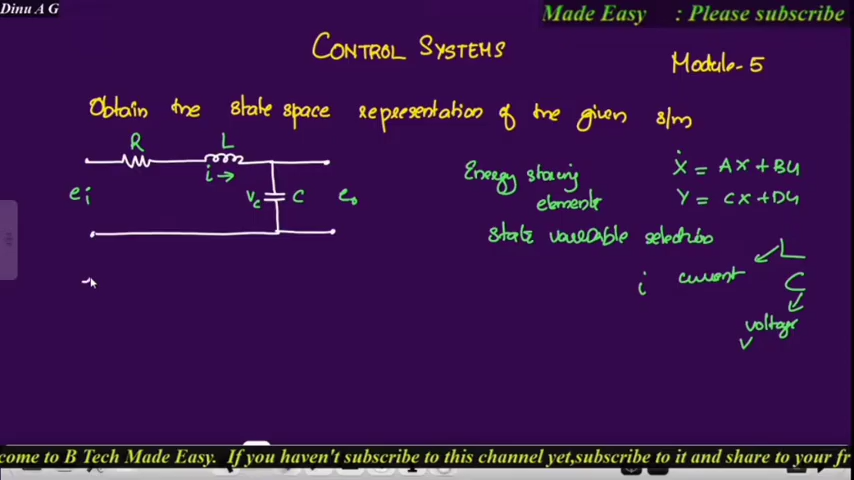 Dinu A G
Made Easy : Please subscribe
CONTROL SYSTEMS
Module-5
Obtain the state space representation of the given s/m
R
L
i →
ei
Vc
C
eo
Energy storing
elements
Ẋ = AX + BU
Y = CX + DU
State variable selection
L
i current
C
voltage
V
come to B Tech Made Easy. If you haven't subscribe to this channel yet,subscribe to it and share to your fr